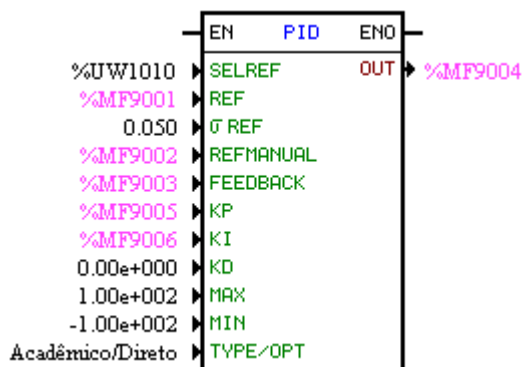 EN PID ENO
%UW1010 SELREF OUT %MF9004
%MF9001 REF
0.050 σ REF
%MF9002 REFMANUAL
%MF9003 FEEDBACK
%MF9005 KP
%MF9006 KI
0.00e+000 KD
1.00e+002 MAX
-1.00e+002 MIN
Acadêmico/Direto TYPE/OPT